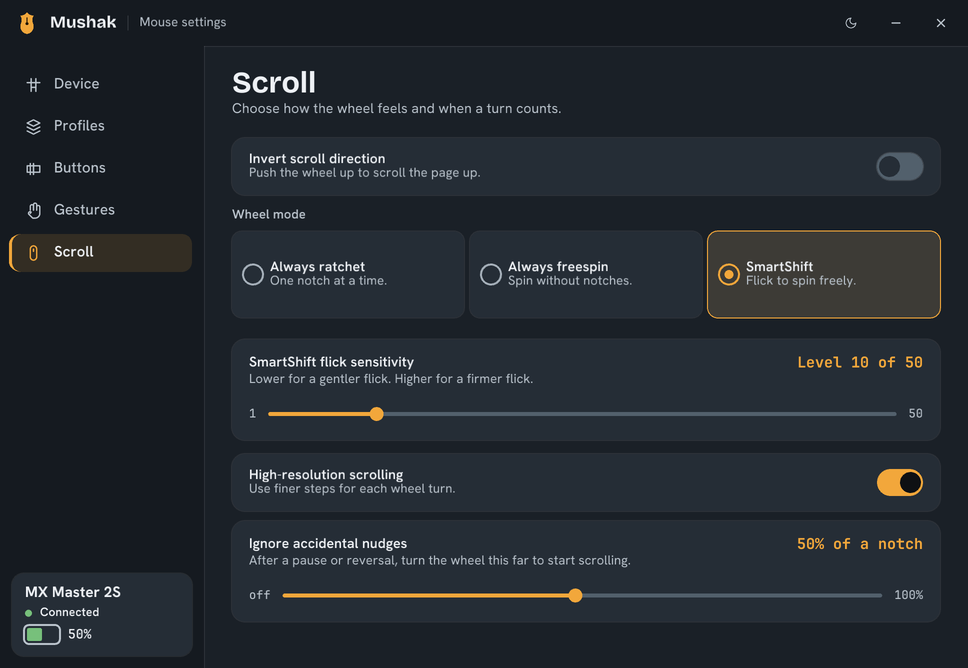 Mushak
Mouse settings
Device
Profiles
Buttons
Gestures
Scroll
MX Master 2S
Connected
50%
Scroll
Choose how the wheel feels and when a turn counts.
Invert scroll direction
Push the wheel up to scroll the page up.
Wheel mode
Always ratchet
One notch at a time.
Always freespin
Spin without notches.
SmartShift
Flick to spin freely.
SmartShift flick sensitivity
Level 10 of 50
Lower for a gentler flick. Higher for a firmer flick.
1
50
High-resolution scrolling
Use finer steps for each wheel turn.
Ignore accidental nudges
50% of a notch
After a pause or reversal, turn the wheel this far to start scrolling.
off
100%